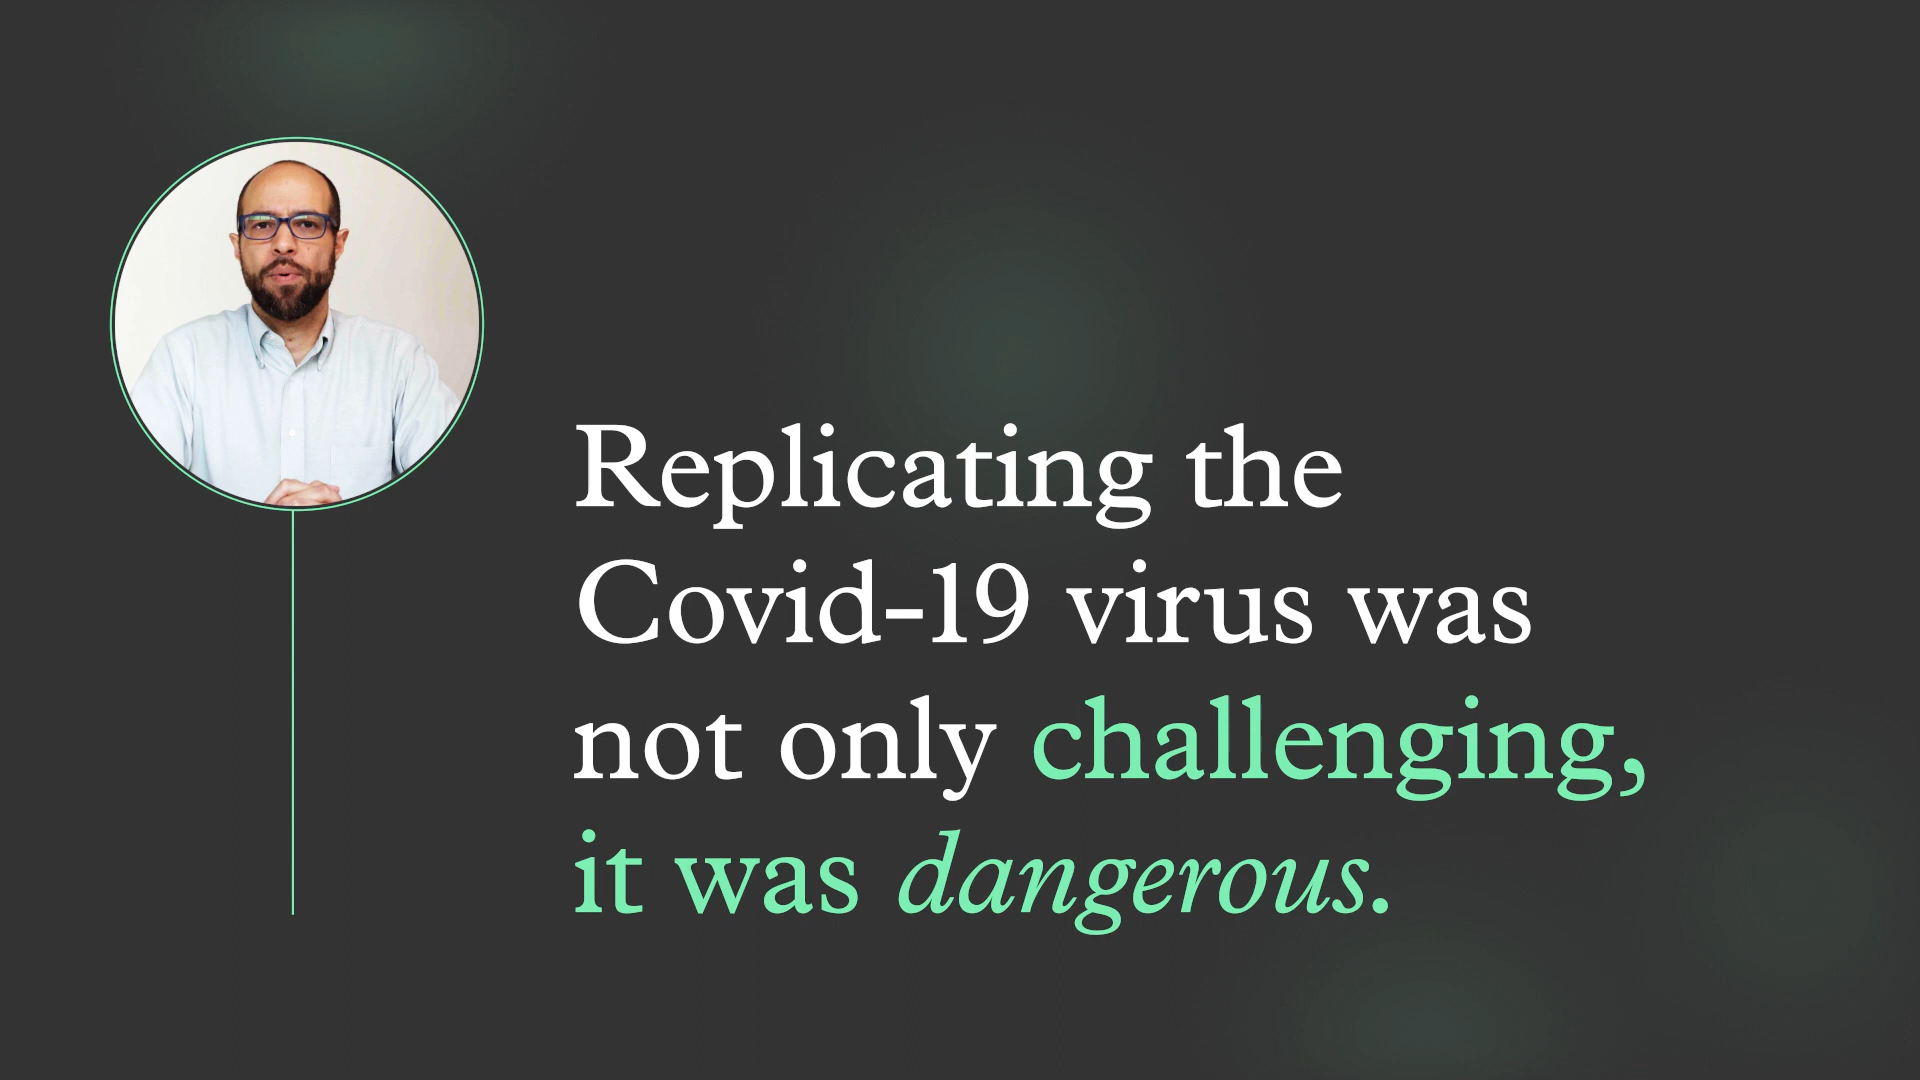 Replicating the
Covid-19 virus was
not only challenging,
it was dangerous.